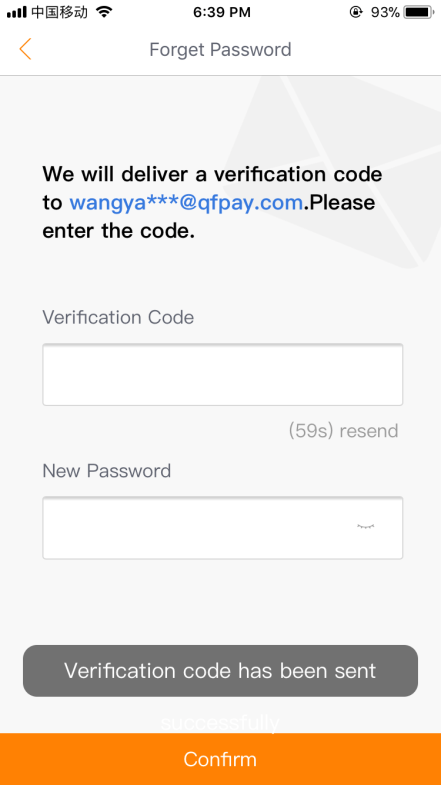 中国移动 6:39 PM 93%
Forget Password
We will deliver a verification code
to wangya***@qfpay.com.Please
enter the code.
Verification Code
(59s) resend
New Password
Verification code has been sent
successfully
Confirm